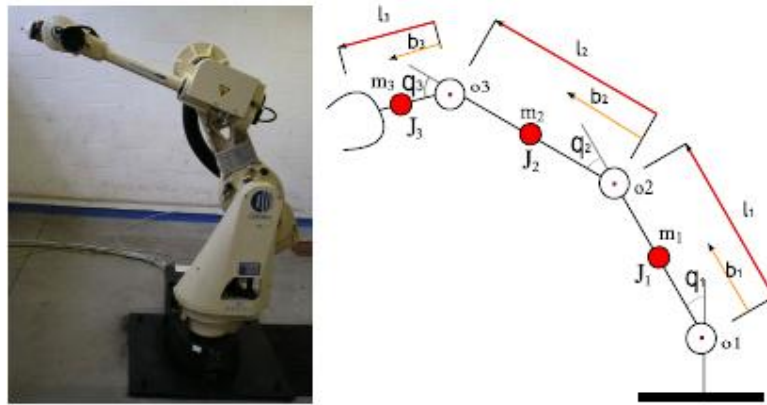 l₃
b₃
l₂
m₃
q₃
o3
m₂
b₂
J₃
J₂
q₂
o2
l₁
m₁
J₁
b₁
q₁
o1